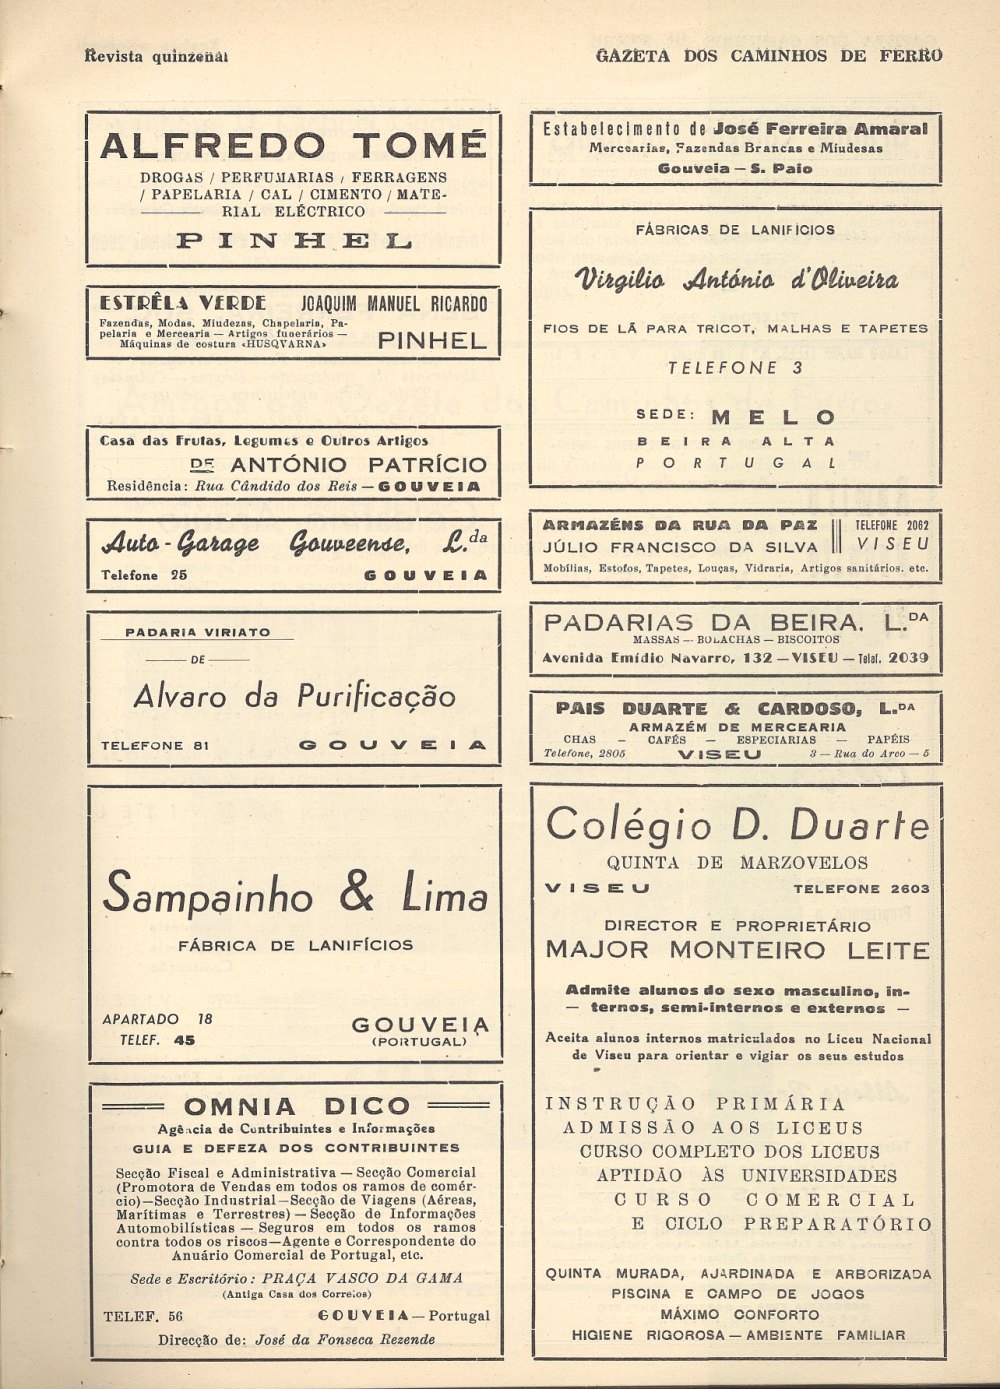 Revista quinzenal
GAZETA DOS CAMINHOS DE FERRO
ALFREDO TOMÉ
DROGAS / PERFUMARIAS / FERRAGENS
/ PAPELARIA / CAL / CIMENTO / MATE-
RIAL ELÉCTRICO
PINHEL
ESTRÊLA VERDE JOAQUIM MANUEL RICARDO
Fazendas, Modas, Miudezas, Chapelaria, Pa-
pelaria e Mercearia — Artigos funerários —
Máquinas de costura «HUSQVARNA»
PINHEL
Casa das Frutas, Legumes e Outros Artigos
DE ANTÓNIO PATRÍCIO
Residência: Rua Cândido dos Reis — GOUVEIA
Auto-Garage Gouveense, L.da
Telefone 25 GOUVEIA
PADARIA VIRIATO
— DE —
Alvaro da Purificação
TELEFONE 81 GOUVEIA
Sampainho & Lima
FÁBRICA DE LANIFÍCIOS
APARTADO 18
TELEF. 45
GOUVEIA
(PORTUGAL)
OMNIA DICO
Agência de Contribuintes e Informações
GUIA E DEFEZA DOS CONTRIBUINTES
Secção Fiscal e Administrativa — Secção Comercial
(Promotora de Vendas em todos os ramos de comér-
cio)—Secção Industrial—Secção de Viagens (Aéreas,
Marítimas e Terrestres) — Secção de Informações
Automobilísticas — Seguros em todos os ramos
contra todos os riscos—Agente e Correspondente do
Anuário Comercial de Portugal, etc.
Sede e Escritório: PRAÇA VASCO DA GAMA
(Antiga Casa dos Correios)
TELEF. 56 GOUVEIA — Portugal
Direcção de: José da Fonseca Rezende
Estabelecimento de José Ferreira Amaral
Mercearias, Fazendas Brancas e Miudesas
Gouveia — S. Paio
FÁBRICAS DE LANIFÍCIOS
Virgilio António d'Oliveira
FIOS DE LÃ PARA TRICOT, MALHAS E TAPETES
TELEFONE 3
SEDE: MELO
BEIRA ALTA
PORTUGAL
ARMAZÉNS DA RUA DA PAZ
JÚLIO FRANCISCO DA SILVA
TELEFONE 2062
VISEU
Mobílias, Estofos, Tapetes, Louças, Vidraria, Artigos sanitários. etc.
PADARIAS DA BEIRA. L.DA
MASSAS — BOLACHAS — BISCOITOS
Avenida Emídio Navarro, 132 — VISEU — Telef. 2039
PAIS DUARTE & CARDOSO, L.DA
ARMAZÉM DE MERCEARIA
CHAS – CAFÉS – ESPECIARIAS – PAPÉIS
Telefone, 2805 VISEU 3 — Rua do Arco — 5
Colégio D. Duarte
QUINTA DE MARZOVELOS
VISEU TELEFONE 2603
DIRECTOR E PROPRIETÁRIO
MAJOR MONTEIRO LEITE
Admite alunos do sexo masculino, in-
— ternos, semi-internos e externos —
Aceita alunos internos matriculados no Liceu Nacional
de Viseu para orientar e vigiar os seus estudos
INSTRUÇÃO PRIMÁRIA
ADMISSÃO AOS LICEUS
CURSO COMPLETO DOS LICEUS
APTIDÃO ÀS UNIVERSIDADES
CURSO COMERCIAL
E CICLO PREPARATÓRIO
QUINTA MURADA, AJARDINADA E ARBORIZADA
PISCINA E CAMPO DE JOGOS
MÁXIMO CONFORTO
HIGIENE RIGOROSA — AMBIENTE FAMILIAR